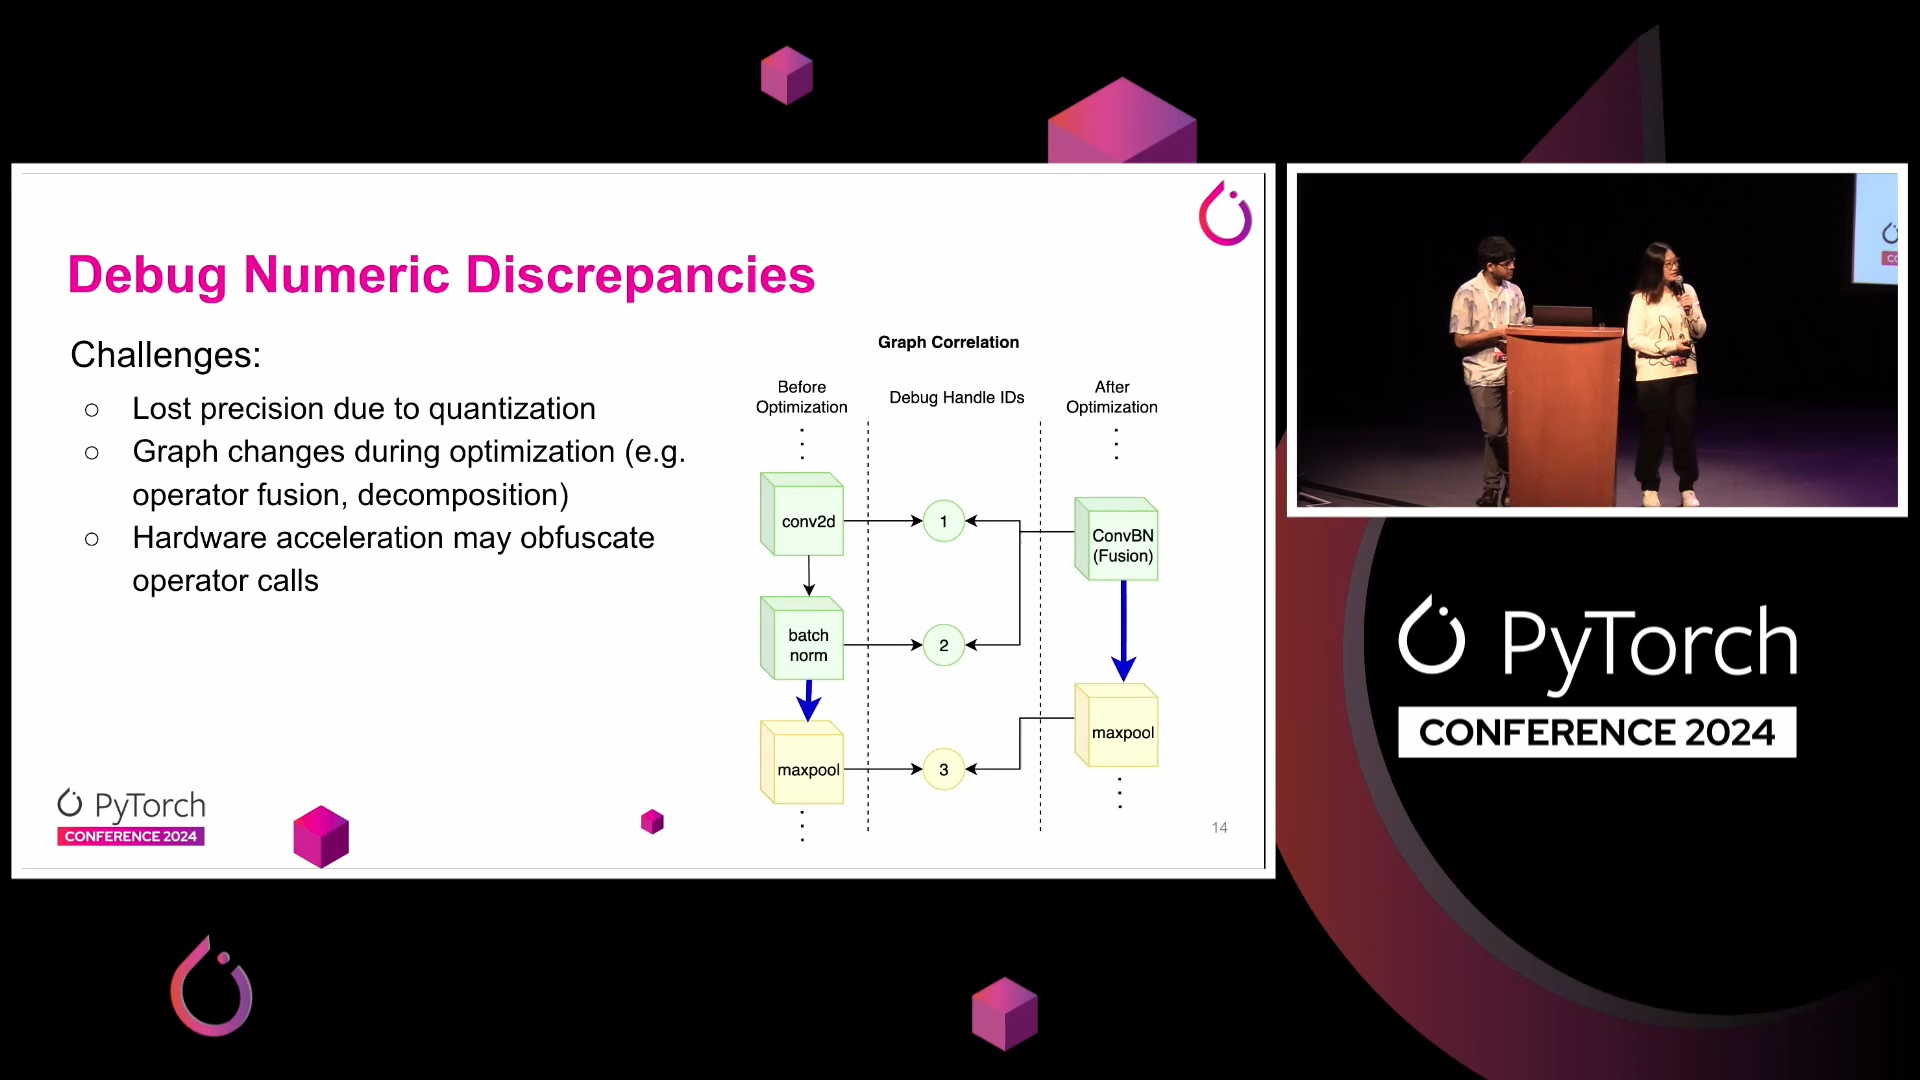 Debug Numeric Discrepancies
Challenges:
○ Lost precision due to quantization
○ Graph changes during optimization (e.g.
operator fusion, decomposition)
○ Hardware acceleration may obfuscate
operator calls
Graph Correlation
Before
Optimization
Debug Handle IDs
After
Optimization
conv2d
1
ConvBN
(Fusion)
batch
norm
2
maxpool
3
maxpool
PyTorch
CONFERENCE 2024
14
PyTorch
CONFERENCE 2024